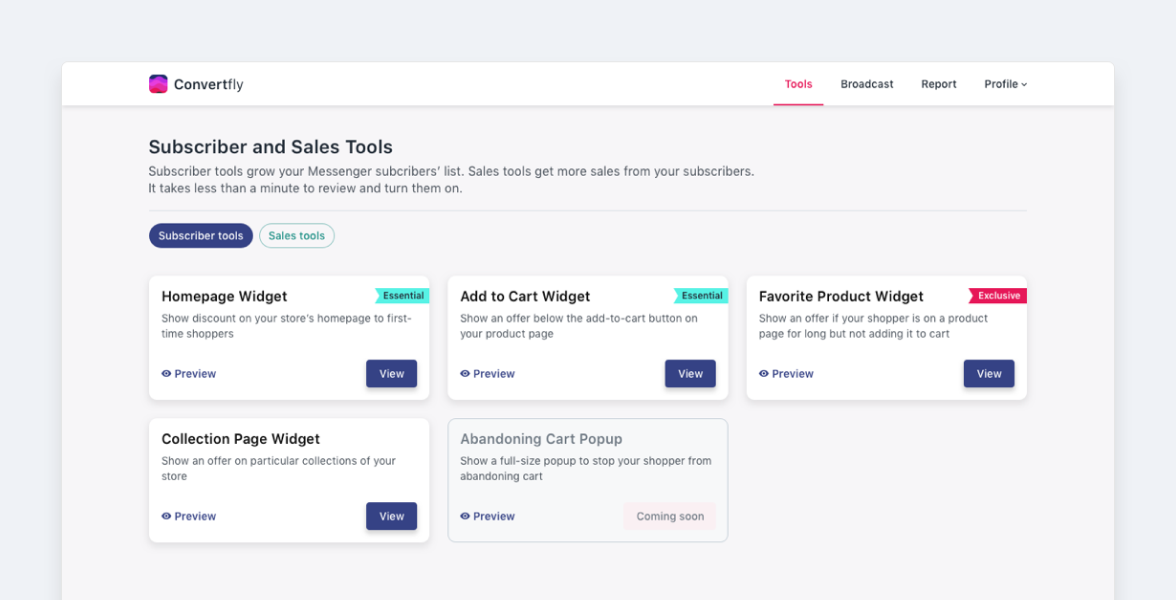 Convertfly
Tools Broadcast Report Profile
Subscriber and Sales Tools
Subscriber tools grow your Messenger subcribers’ list. Sales tools get more sales from your subscribers.
It takes less than a minute to review and turn them on.
Subscriber tools Sales tools
Homepage Widget
Essential
Show discount on your store’s homepage to first-
time shoppers
Preview
View
Add to Cart Widget
Essential
Show an offer below the add-to-cart button on
your product page
Preview
View
Favorite Product Widget
Exclusive
Show an offer if your shopper is on a product
page for long but not adding it to cart
Preview
View
Collection Page Widget
Show an offer on particular collections of your
store
Preview
View
Abandoning Cart Popup
Show a full-size popup to stop your shopper from
abandoning cart
Preview
Coming soon